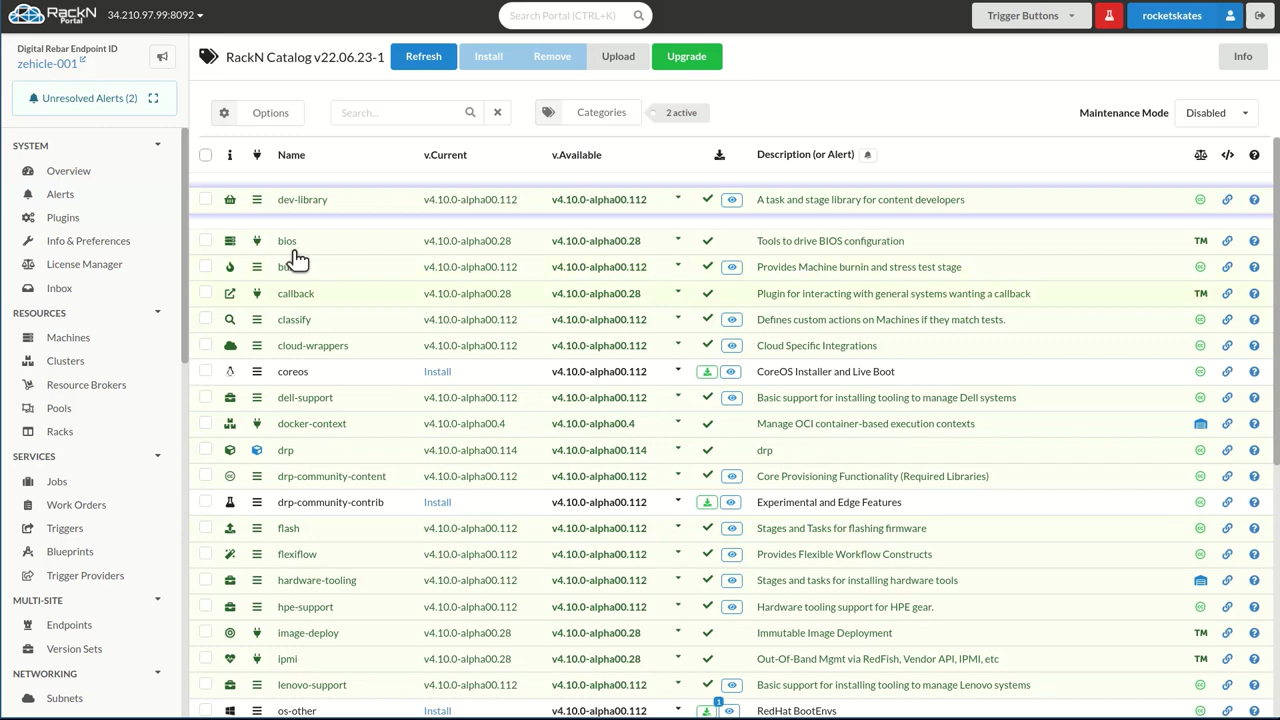 RackN Portal
34.210.97.99:8092
Search Portal (CTRL+K)
Trigger Buttons
rocketskates
Digital Rebar Endpoint ID
zehicle-001
Unresolved Alerts (2)
SYSTEM
Overview
Alerts
Plugins
Info & Preferences
License Manager
Inbox
RESOURCES
Machines
Clusters
Resource Brokers
Pools
Racks
SERVICES
Jobs
Work Orders
Triggers
Blueprints
Trigger Providers
MULTI-SITE
Endpoints
Version Sets
NETWORKING
Subnets
RackN Catalog v22.06.23-1 Refresh Install Remove Upload Upgrade Info
Options Search... Categories 2 active Maintenance Mode Disabled
Name v.Current v.Available Description (or Alert)
dev-library v4.10.0-alpha00.112 v4.10.0-alpha00.112 A task and stage library for content developers
bios v4.10.0-alpha00.28 v4.10.0-alpha00.28 Tools to drive BIOS configuration TM
v4.10.0-alpha00.112 v4.10.0-alpha00.112 Provides Machine burnin and stress test stage
callback v4.10.0-alpha00.28 v4.10.0-alpha00.28 Plugin for interacting with general systems wanting a callback TM
classify v4.10.0-alpha00.112 v4.10.0-alpha00.112 Defines custom actions on Machines if they match tests.
cloud-wrappers v4.10.0-alpha00.112 v4.10.0-alpha00.112 Cloud Specific Integrations
coreos Install v4.10.0-alpha00.112 CoreOS Installer and Live Boot
dell-support v4.10.0-alpha00.112 v4.10.0-alpha00.112 Basic support for installing tooling to manage Dell systems
docker-context v4.10.0-alpha00.4 v4.10.0-alpha00.4 Manage OCI container-based execution contexts
drp v4.10.0-alpha00.114 v4.10.0-alpha00.114 drp
drp-community-content v4.10.0-alpha00.112 v4.10.0-alpha00.112 Core Provisioning Functionality (Required Libraries)
drp-community-contrib Install v4.10.0-alpha00.112 Experimental and Edge Features
flash v4.10.0-alpha00.112 v4.10.0-alpha00.112 Stages and Tasks for flashing firmware
flexiflow v4.10.0-alpha00.112 v4.10.0-alpha00.112 Provides Flexible Workflow Constructs
hardware-tooling v4.10.0-alpha00.112 v4.10.0-alpha00.112 Stages and tasks for installing hardware tools
hpe-support v4.10.0-alpha00.112 v4.10.0-alpha00.112 Hardware tooling support for HPE gear.
image-deploy v4.10.0-alpha00.28 v4.10.0-alpha00.28 Immutable Image Deployment TM
ipmi v4.10.0-alpha00.28 v4.10.0-alpha00.28 Out-Of-Band Mgmt via RedFish, Vendor API, IPMI, etc TM
lenovo-support v4.10.0-alpha00.112 v4.10.0-alpha00.112 Basic support for installing tooling to manage Lenovo systems
os-other Install v4.10.0-alpha00.112 1 RedHat BootEnvs